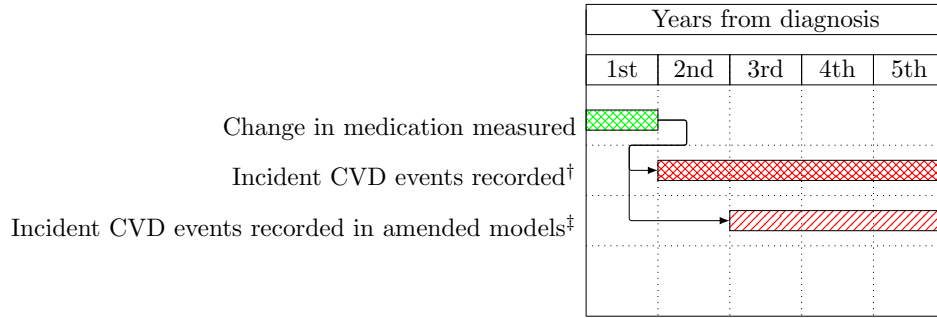 Years from diagnosis
1st 2nd 3rd 4th 5th
Change in medication measured
Incident CVD events recorded†
Incident CVD events recorded in amended models‡